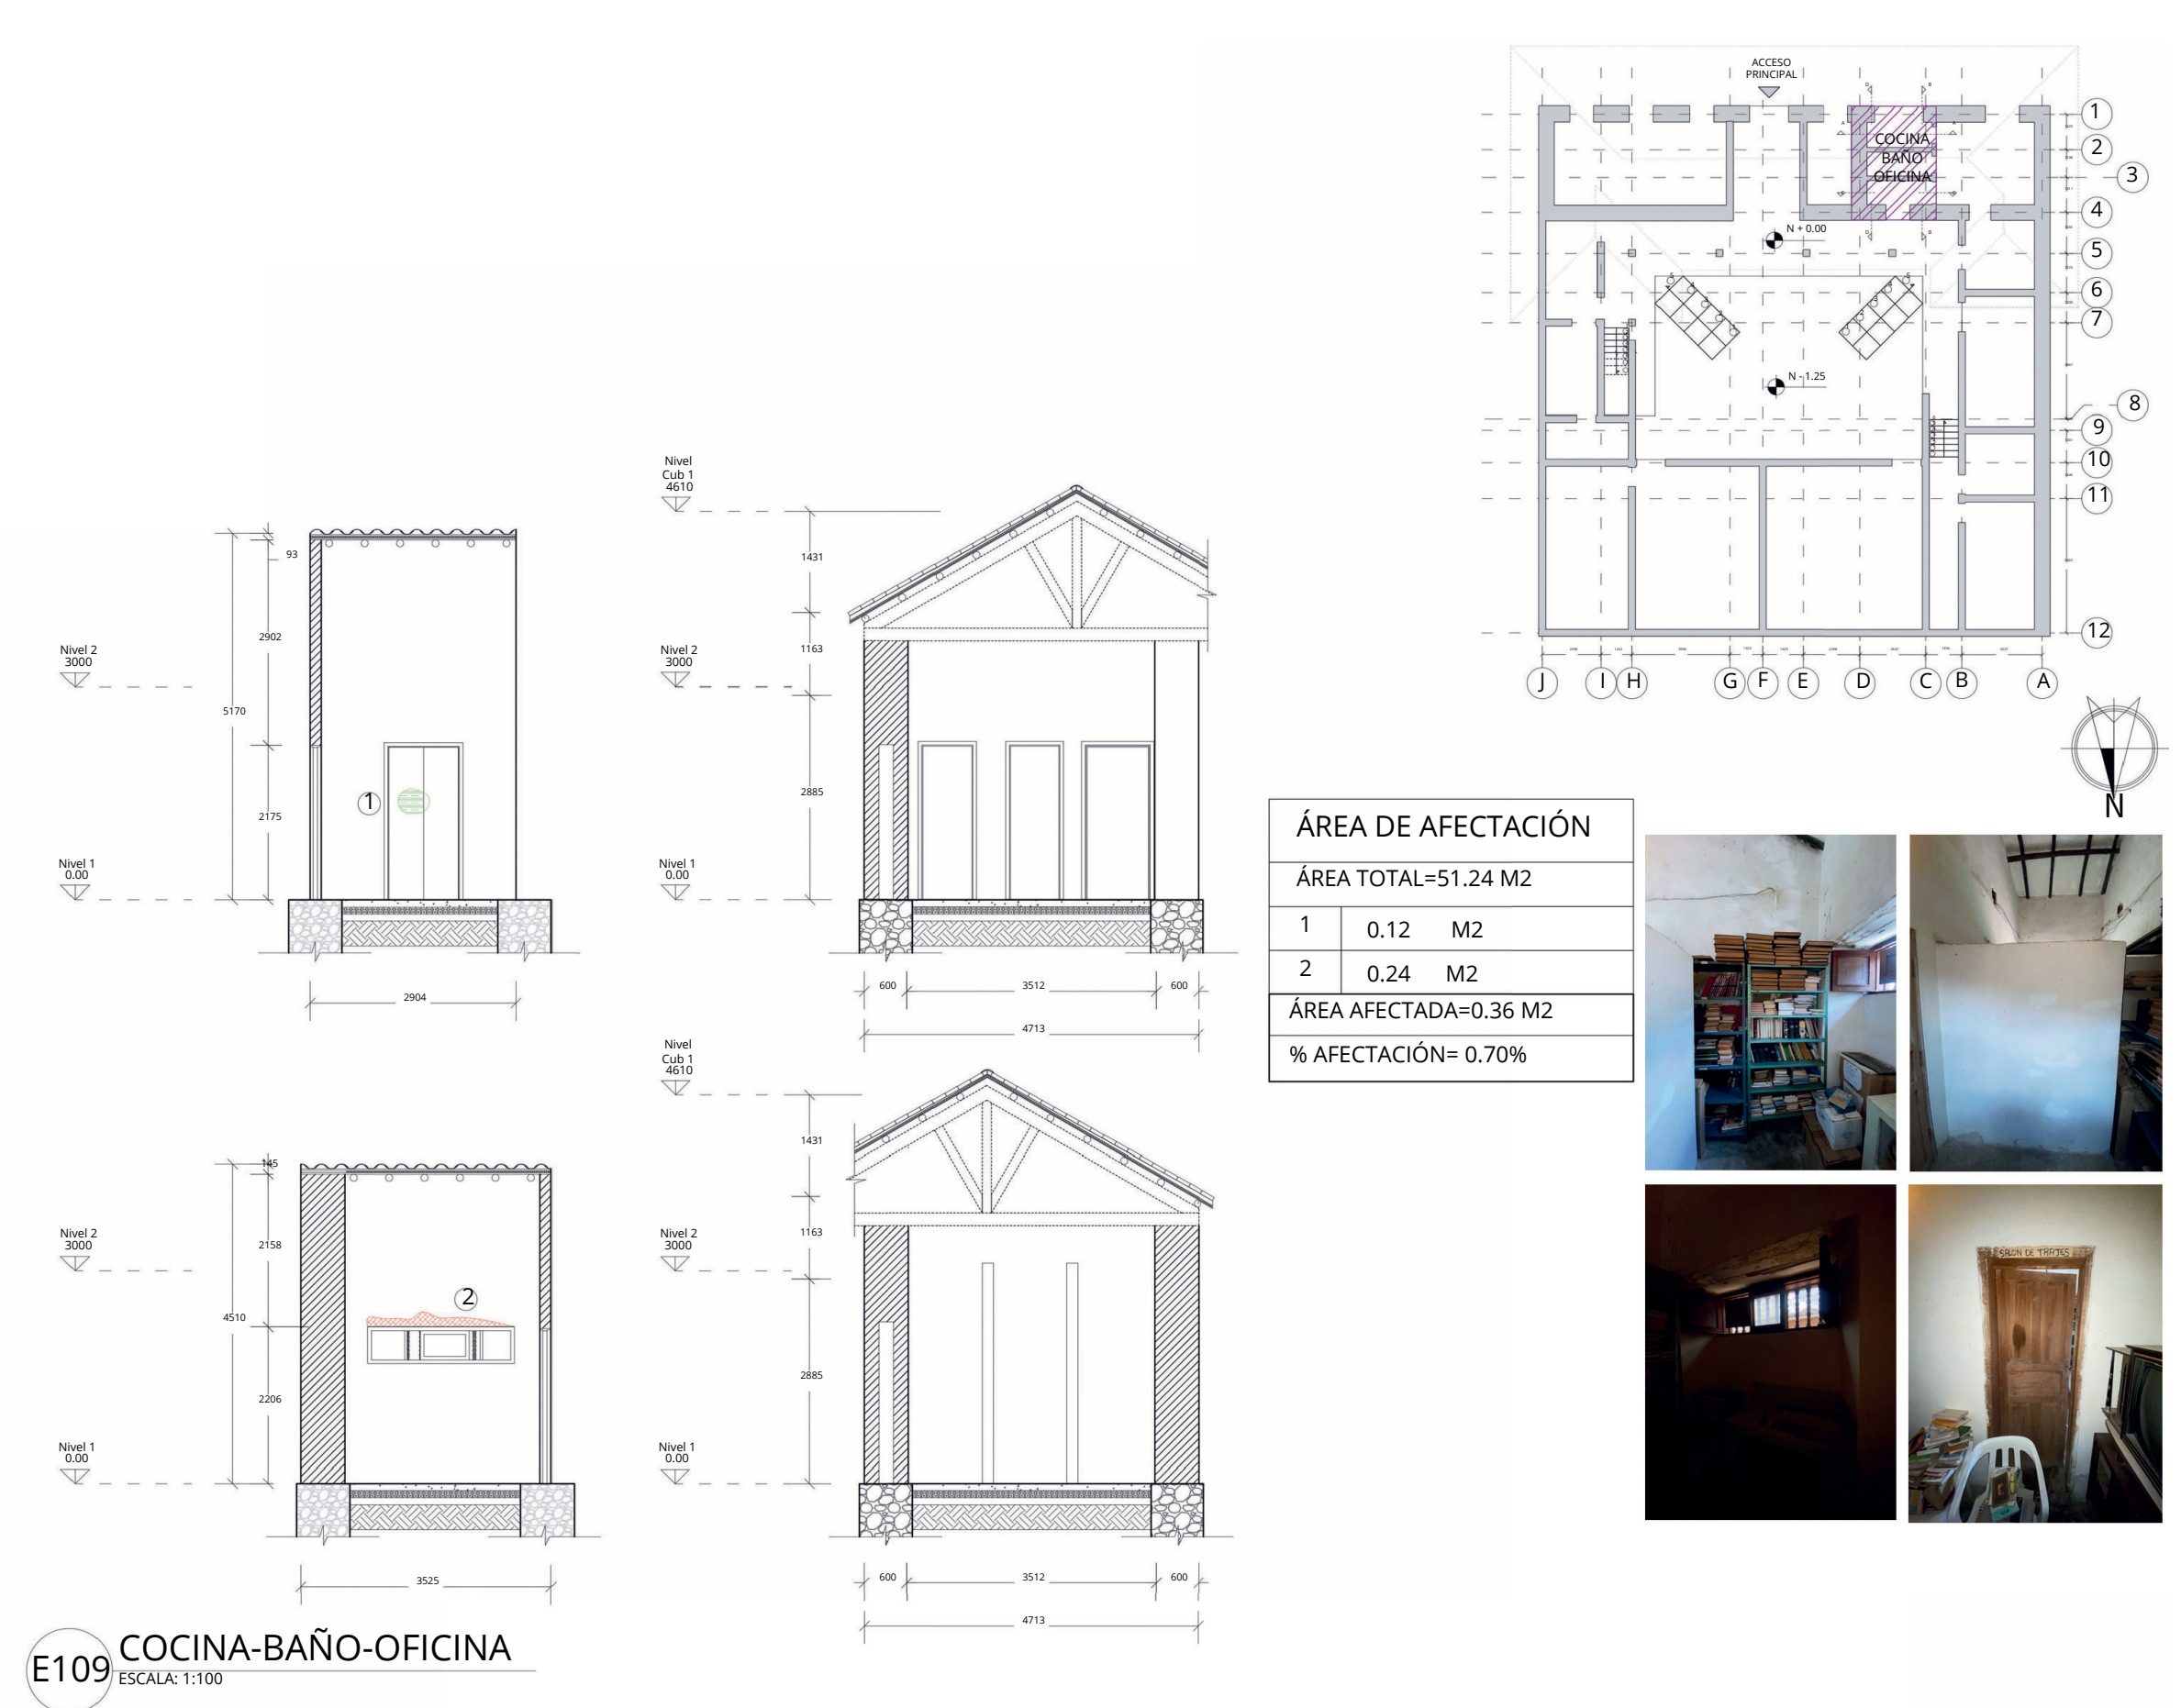 ACCESO
PRINCIPAL
COCINA
BAÑO
OFICINA
N + 0.00
N - 1.25
1
2
3
4
5
6
7
8
9
10
11
12
J
I
H
G
F
E
D
C
B
A
N
93
2902
5170
2175
Nivel 2
3000
Nivel 1
0.00
1
2904
Nivel
Cub 1
4610
1431
1163
Nivel 2
3000
2885
Nivel 1
0.00
600
3512
600
4713
145
2158
4510
2206
Nivel 2
3000
Nivel 1
0.00
2
3525
Nivel
Cub 1
4610
1431
1163
Nivel 2
3000
2885
Nivel 1
0.00
600
3512
600
4713
ÁREA DE AFECTACIÓN
ÁREA TOTAL=51.24 M2
1 0.12 M2
2 0.24 M2
ÁREA AFECTADA=0.36 M2
% AFECTACIÓN= 0.70%
SALON DE TRAJES
E109
COCINA-BAÑO-OFICINA
ESCALA: 1:100